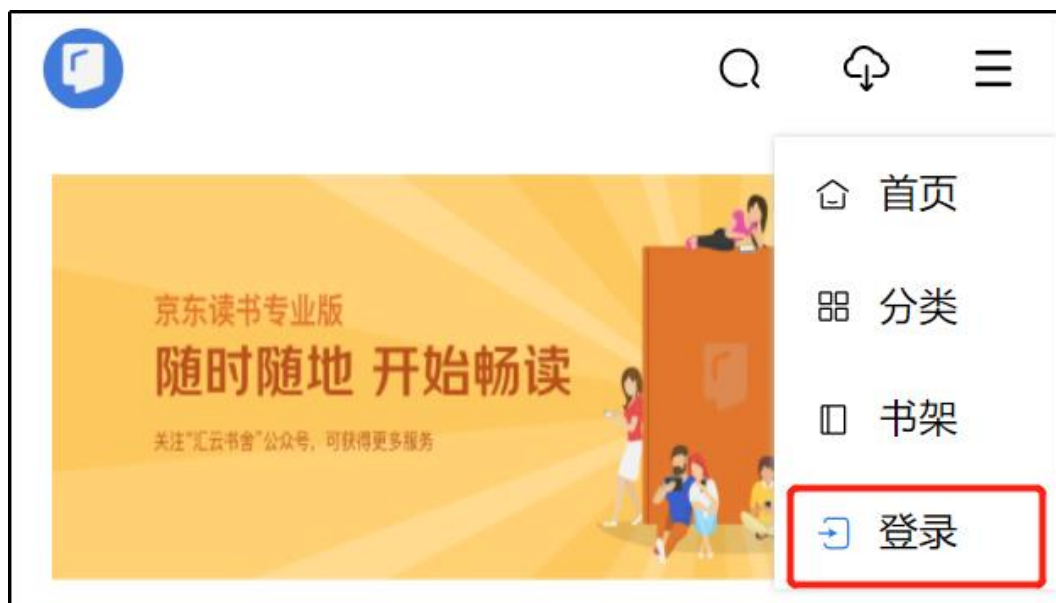 首页
分类
书架
登录
京东读书专业版
随时随地 开始畅读
关注“汇云书舍”公众号，可获得更多服务